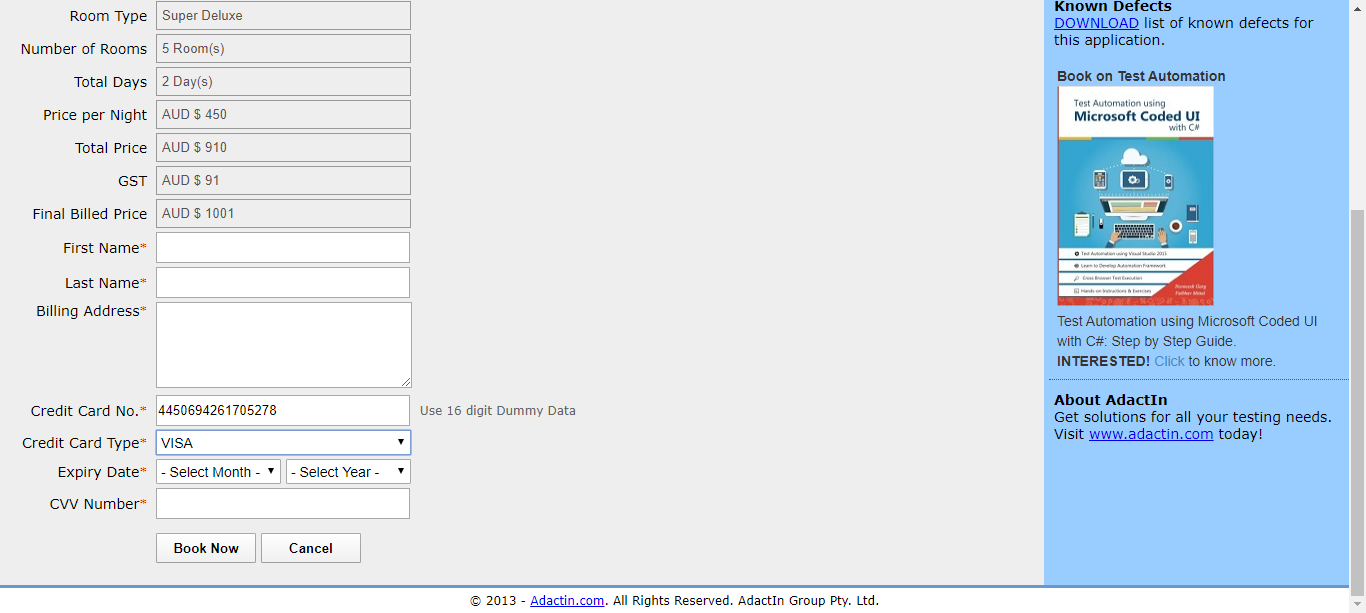 Room Type Super Deluxe
Number of Rooms 5 Room(s)
Total Days 2 Day(s)
Price per Night AUD $ 450
Total Price AUD $ 910
GST AUD $ 91
Final Billed Price AUD $ 1001
First Name*
Last Name*
Billing Address*
Credit Card No.* 4450694261705278 Use 16 digit Dummy Data
Credit Card Type* VISA
Expiry Date* - Select Month - - Select Year -
CVV Number*
Book Now Cancel
Known Defects
DOWNLOAD list of known defects for
this application.
Book on Test Automation
Test Automation using
Microsoft Coded UI
with C#
Test Automation using Visual Studio 2015
Learn to Develop Automation Framework
Cross Browser Test Execution
Hands on Instructions & Exercises
Test Automation using Microsoft Coded UI
with C#: Step by Step Guide.
INTERESTED! Click to know more.
About AdactIn
Get solutions for all your testing needs.
Visit www.adactin.com today!
© 2013 - Adactin.com. All Rights Reserved. AdactIn Group Pty. Ltd.